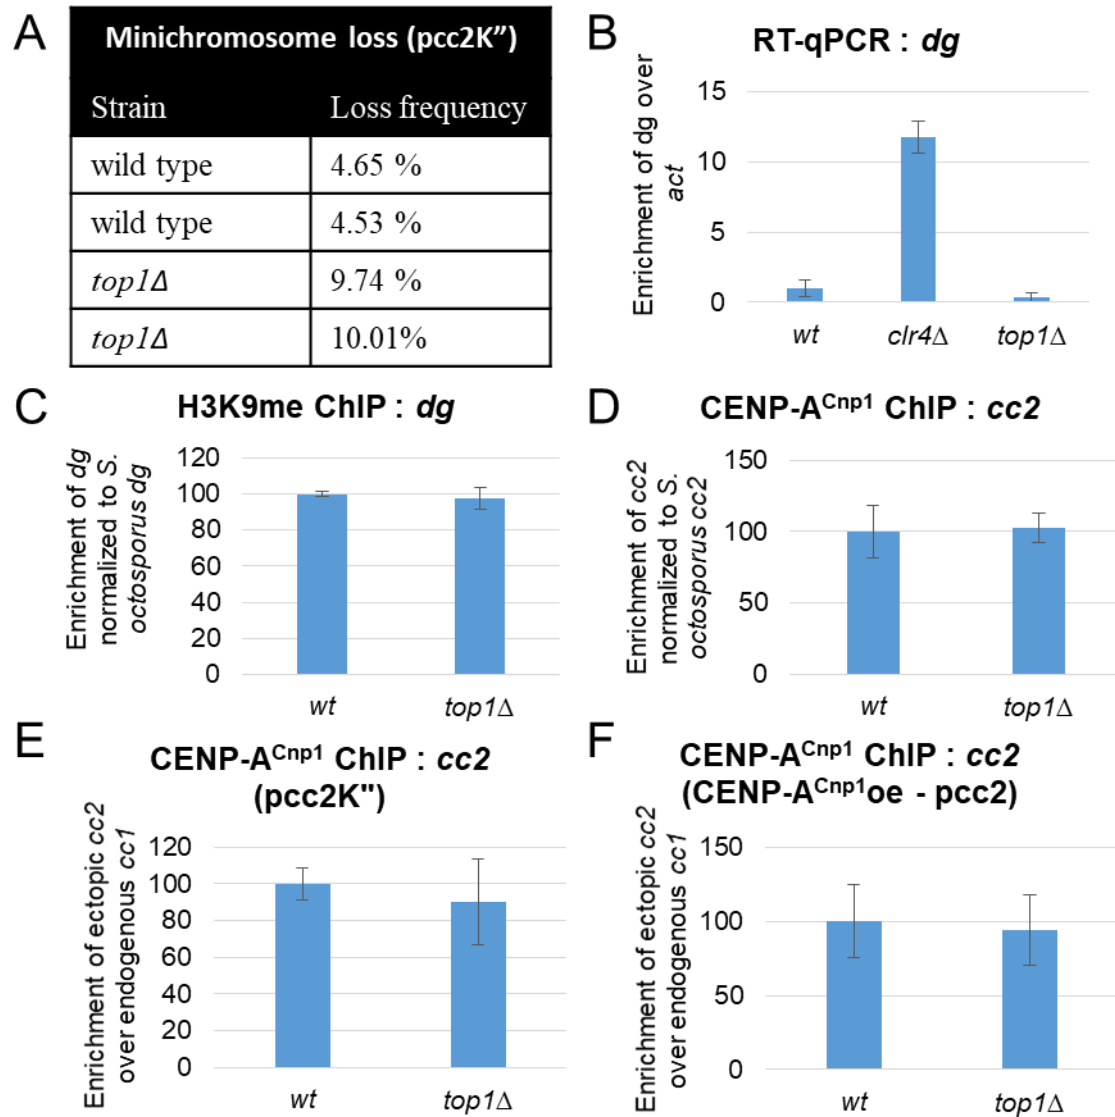 A
Minichromosome loss (pcc2K”)
Strain Loss frequency
wild type 4.65 %
wild type 4.53 %
top1Δ 9.74 %
top1Δ 10.01%
B
RT-qPCR : dg
Enrichment of dg over
act
15
10
5
0
wt clr4Δ top1Δ
C
H3K9me ChIP : dg
Enrichment of dg
normalized to S.
octosporus dg
120
100
80
60
40
20
0
wt top1Δ
D
CENP-A^Cnp1 ChIP : cc2
Enrichment of cc2
normalized to S.
octosporus cc2
150
100
50
0
wt top1Δ
E
CENP-A^Cnp1 ChIP : cc2
(pcc2K")
Enrichment of ectopic cc2
over endogenous cc1
120
100
80
60
40
20
0
wt top1Δ
F
CENP-A^Cnp1 ChIP : cc2
(CENP-A^Cnp1oe - pcc2)
Enrichment of ectopic cc2
over endogenous cc1
150
100
50
0
wt top1Δ